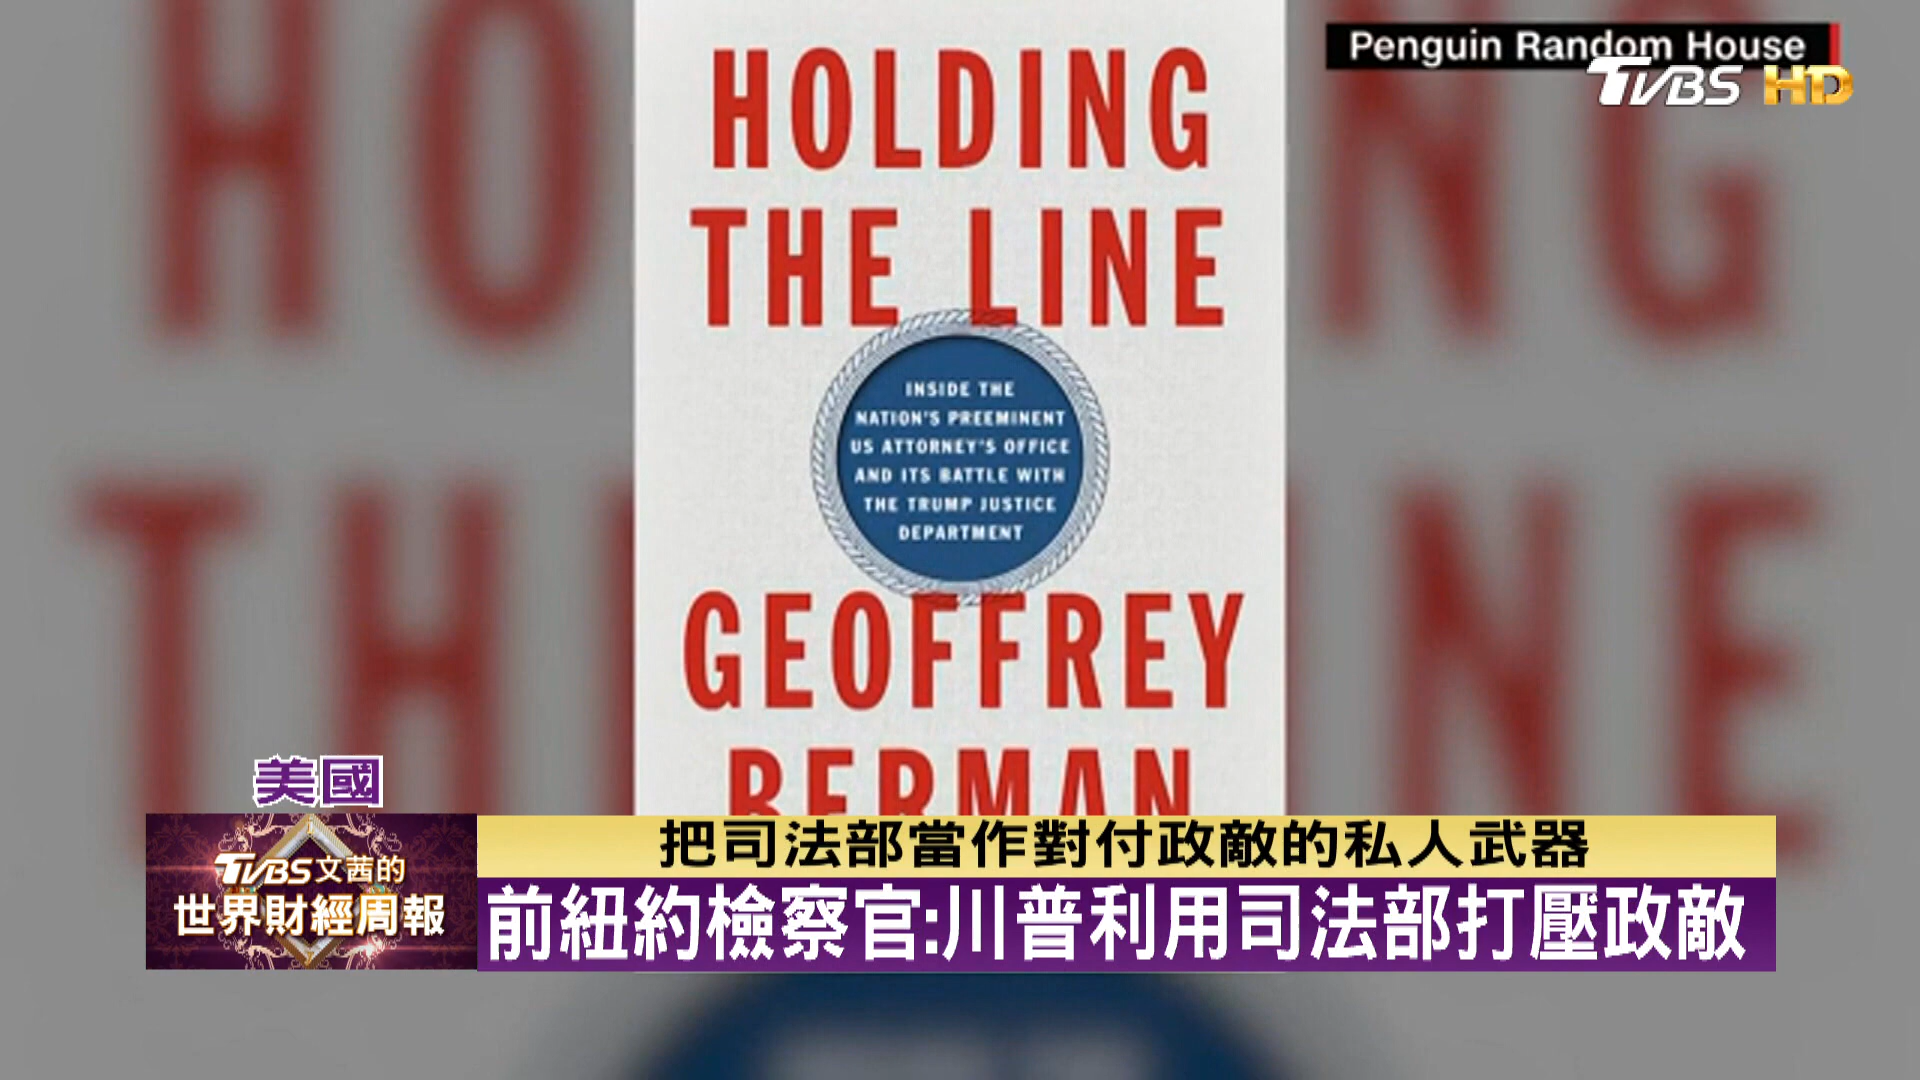 Penguin Random House
TVBS HD
HOLDING
THE LINE
INSIDE THE
NATION'S PREEMINENT
US ATTORNEY'S OFFICE
AND ITS BATTLE WITH
THE TRUMP JUSTICE
DEPARTMENT
GEOFFREY
BERMAN
美國
TVBS文茜的
世界財經周報
把司法部當作對付政敵的私人武器
前紐約檢察官:川普利用司法部打壓政敵